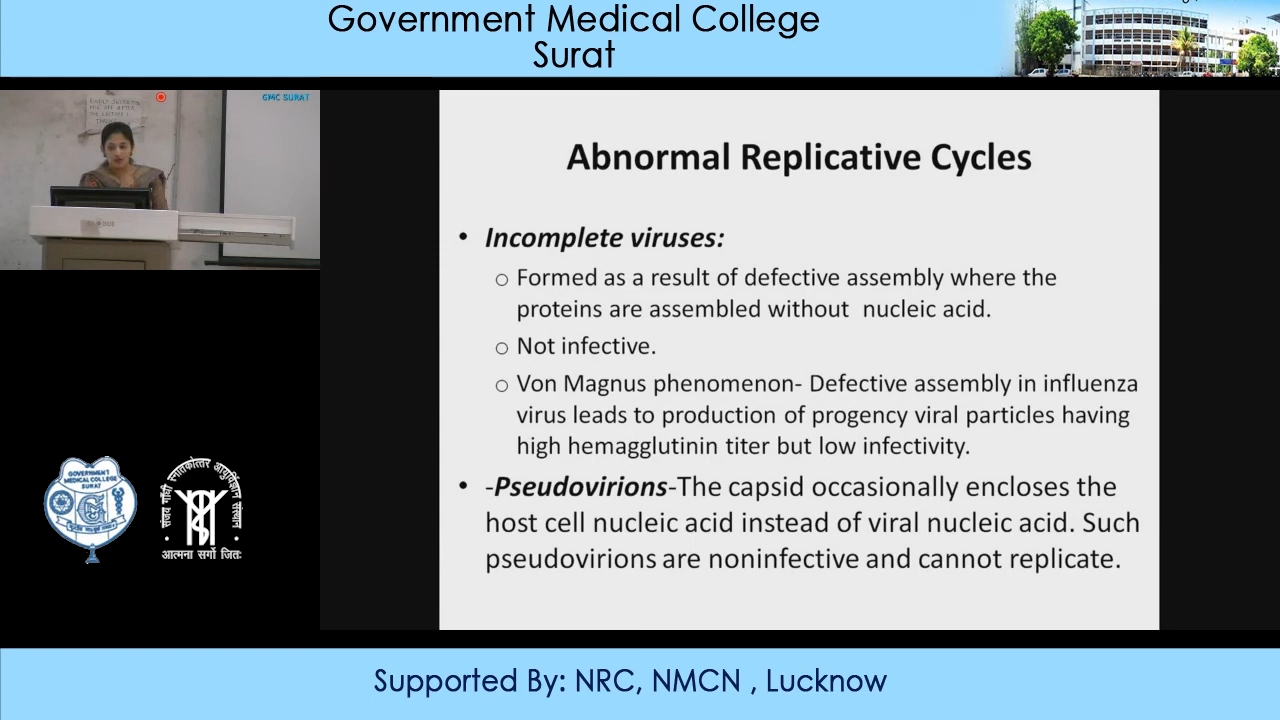 Government Medical College
Surat
GMC SURAT
Abnormal Replicative Cycles
• Incomplete viruses:
o Formed as a result of defective assembly where the
proteins are assembled without nucleic acid.
o Not infective.
o Von Magnus phenomenon- Defective assembly in influenza
virus leads to production of progency viral particles having
high hemagglutinin titer but low infectivity.
• -Pseudovirions-The capsid occasionally encloses the
host cell nucleic acid instead of viral nucleic acid. Such
pseudovirions are noninfective and cannot replicate.
GOVERNMENT
MEDICAL COLLEGE
SURAT
संजय गांधी स्नातकोत्तर आयुर्विज्ञान संस्थान
आत्मना सर्गो जितः
Supported By: NRC, NMCN , Lucknow